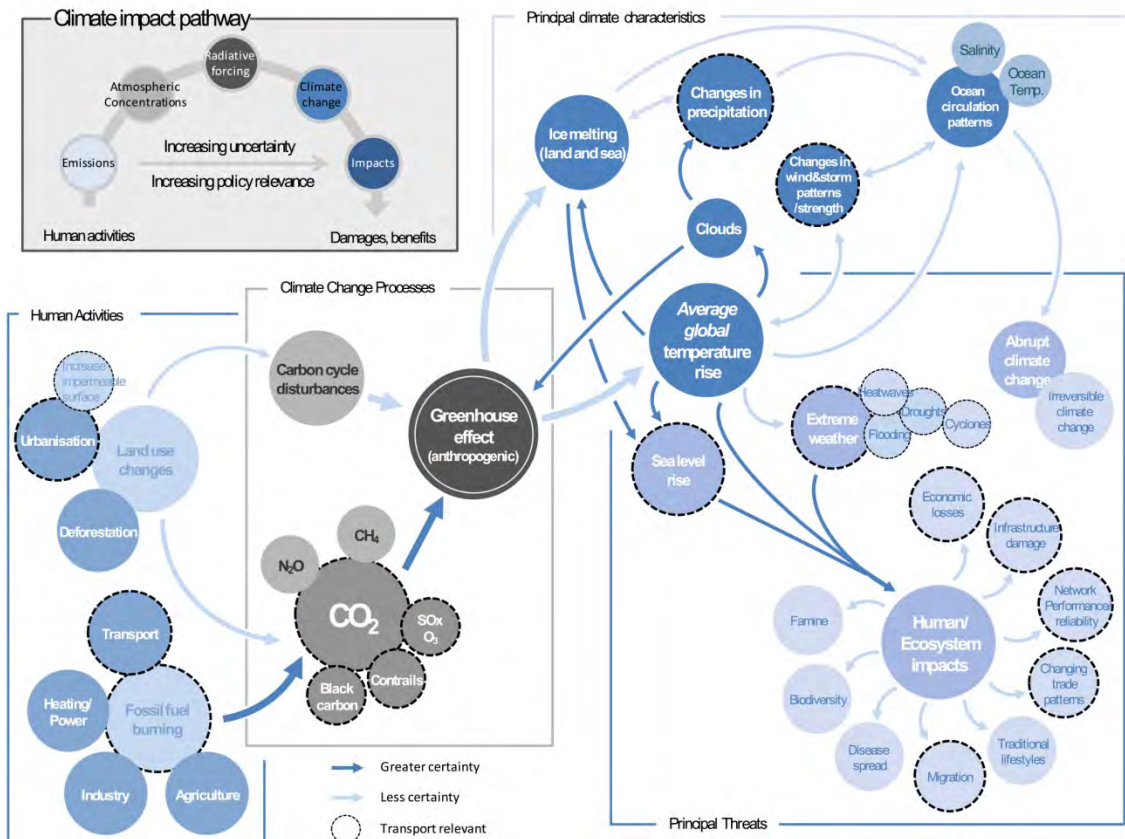 Climate impact pathway
Radiative
forcing
Atmospheric
Concentrations
Climate
change
Increasing uncertainty
Emissions
Impacts
Increasing policy relevance
Human activities
Damages, benefits
Principal climate characteristics
Salinity
Ocean
Temp.
Ocean
circulation
patterns
Changes in
precipitation
Ice melting
(land and sea)
Changes in
wind&storm
patterns
/strength
Clouds
Average
global
temperature
rise
Human Activities
Increase
impermeable
surface
Urbanisation
Land use
changes
Deforestation
Transport
Heating/
Power
Fossil fuel
burning
Industry
Agriculture
Climate Change Processes
Carbon cycle
disturbances
Greenhouse
effect
(anthropogenic)
CH₄
N₂O
CO₂
SOx
O₃
Black
carbon
Contrails
Greater certainty
Less certainty
Transport relevant
Abrupt
climate
change
Irreversible
climate
change
Extreme
weather
Heatwaves
Droughts
Flooding
Cyclones
Sea level
rise
Economic
losses
Infrastructure
damage
Network
Performance/
reliability
Changing
trade
patterns
Traditional
lifestyles
Migration
Disease
spread
Biodiversity
Famine
Human/
Ecosystem
impacts
Principal Threats